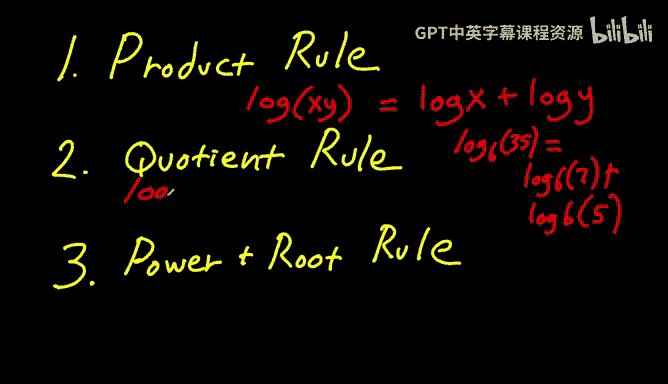 GPT中英字幕课程资源 bilibili
1. Product Rule
log(xy) = logx + logy
2. Quotient Rule
log6(35) =
log6(7) +
log6(5)
3. Power + Root Rule